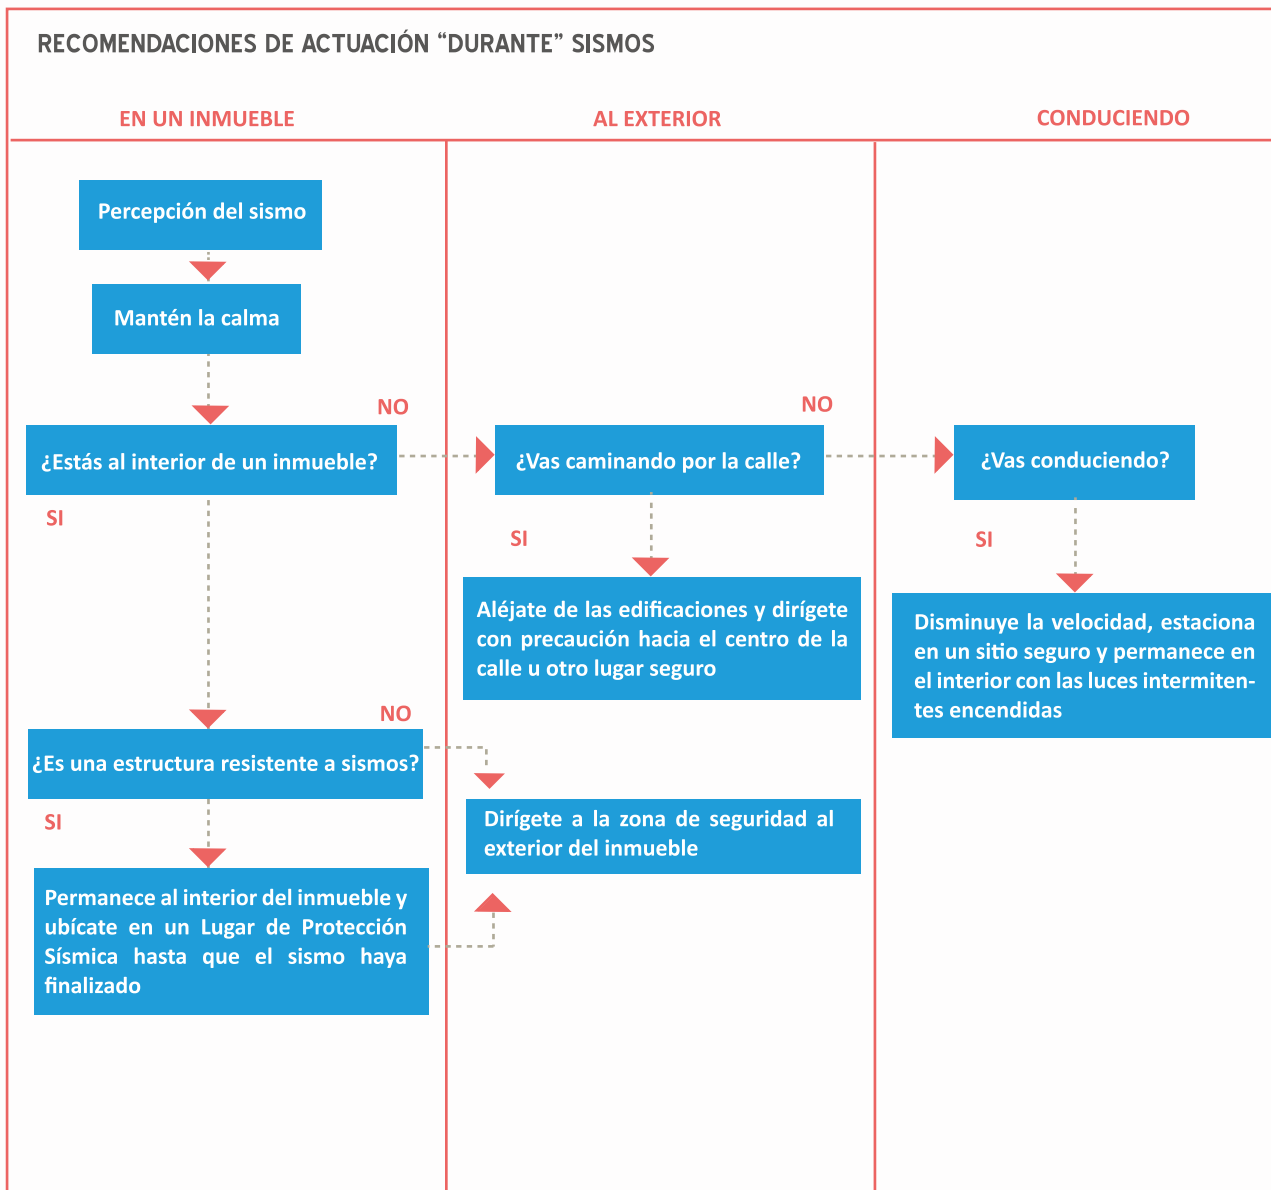 RECOMENDACIONES DE ACTUACIÓN “DURANTE” SISMOS
EN UN INMUEBLE
AL EXTERIOR
CONDUCIENDO
Percepción del sismo
Mantén la calma
NO
NO
¿Estás al interior de un inmueble?
¿Vas caminando por la calle?
¿Vas conduciendo?
SI
SI
SI
Aléjate de las edificaciones y dirígete
con precaución hacia el centro de la
calle u otro lugar seguro
Disminuye la velocidad, estaciona
en un sitio seguro y permanece en
el interior con las luces intermiten-
tes encendidas
NO
¿Es una estructura resistente a sismos?
SI
Dirígete a la zona de seguridad al
exterior del inmueble
Permanece al interior del inmueble y
ubícate en un Lugar de Protección
Sísmica hasta que el sismo haya
finalizado